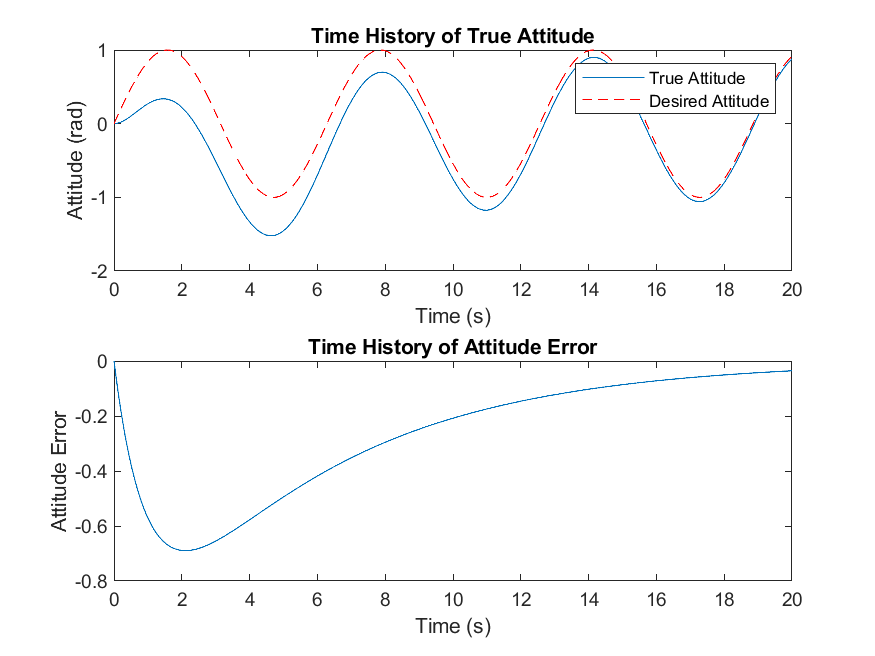 Time History of True Attitude
1
0
-1
-2
Attitude (rad)
True Attitude
Desired Attitude
0 2 4 6 8 10 12 14 16 18 20
Time (s)
Time History of Attitude Error
0
-0.2
-0.4
-0.6
-0.8
Attitude Error
0 2 4 6 8 10 12 14 16 18 20
Time (s)